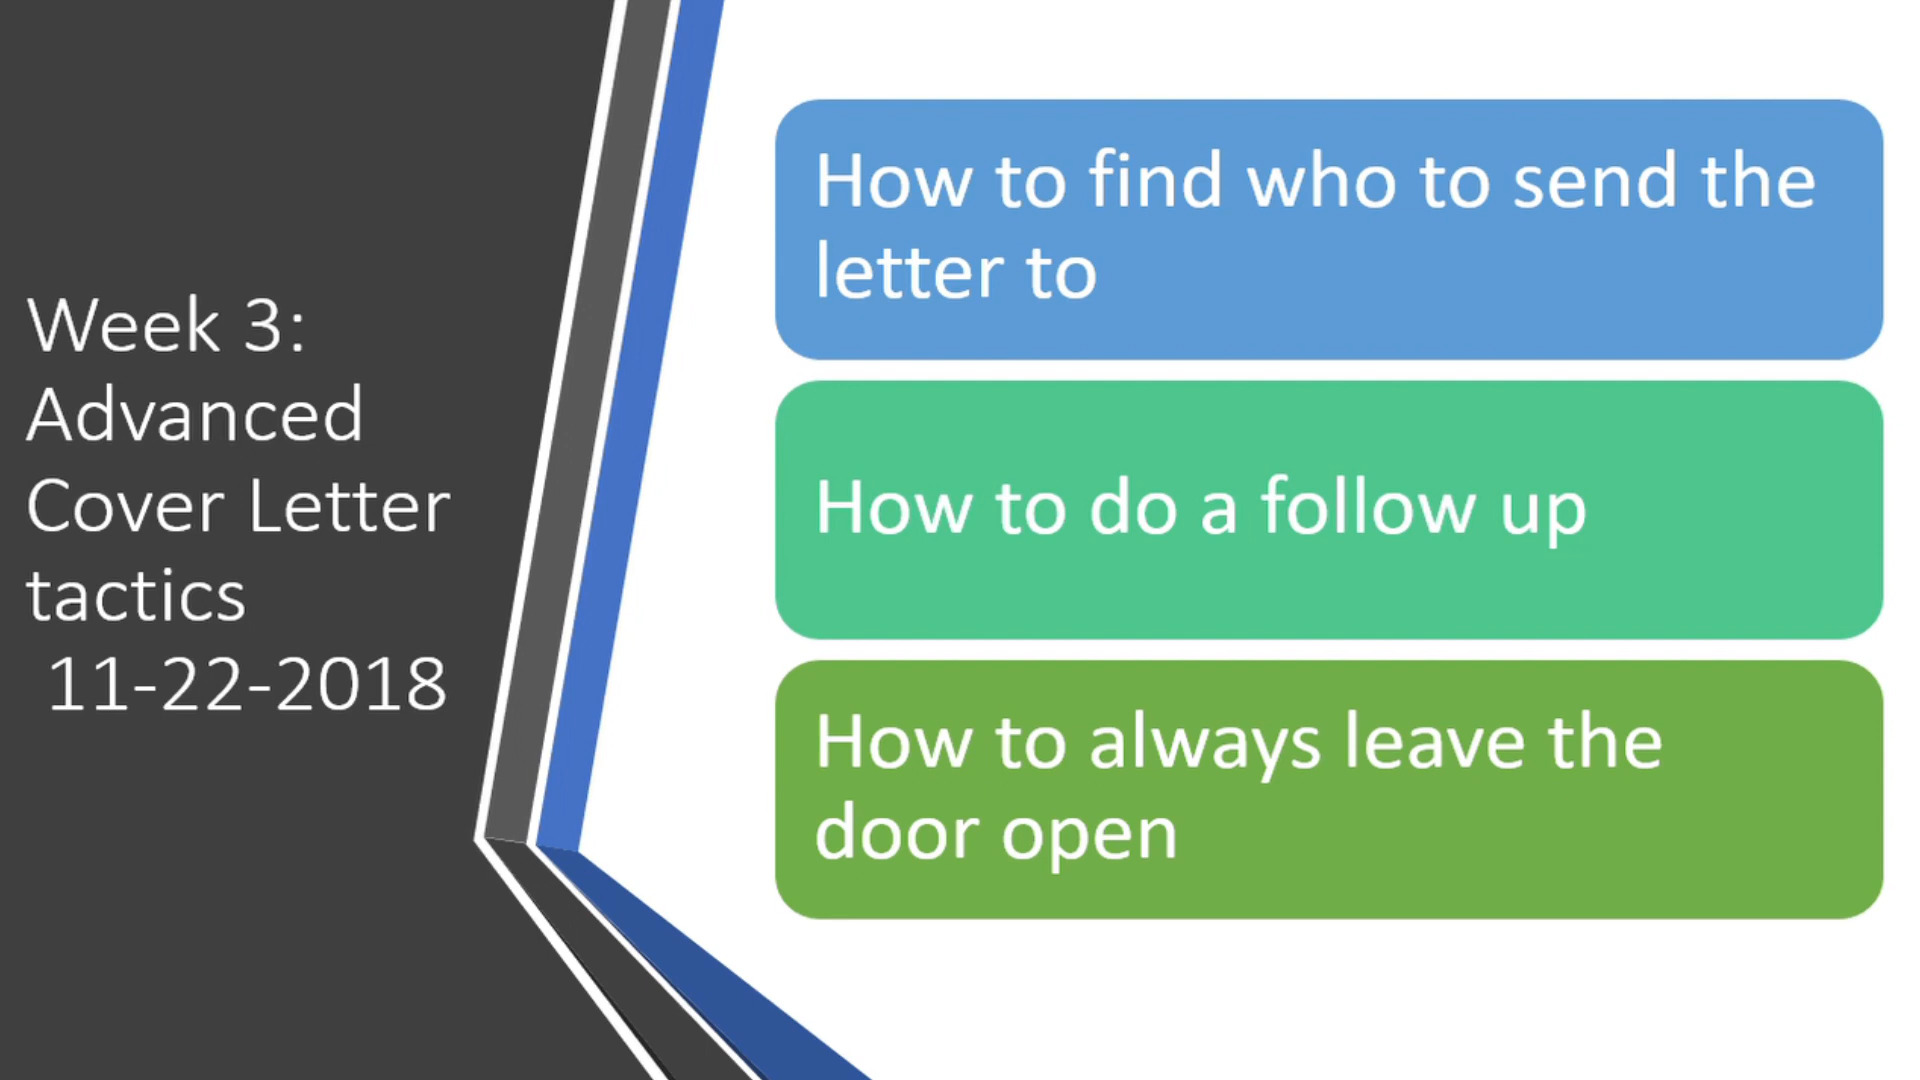 Week 3:
Advanced
Cover Letter
tactics
11-22-2018
How to find who to send the
letter to
How to do a follow up
How to always leave the
door open